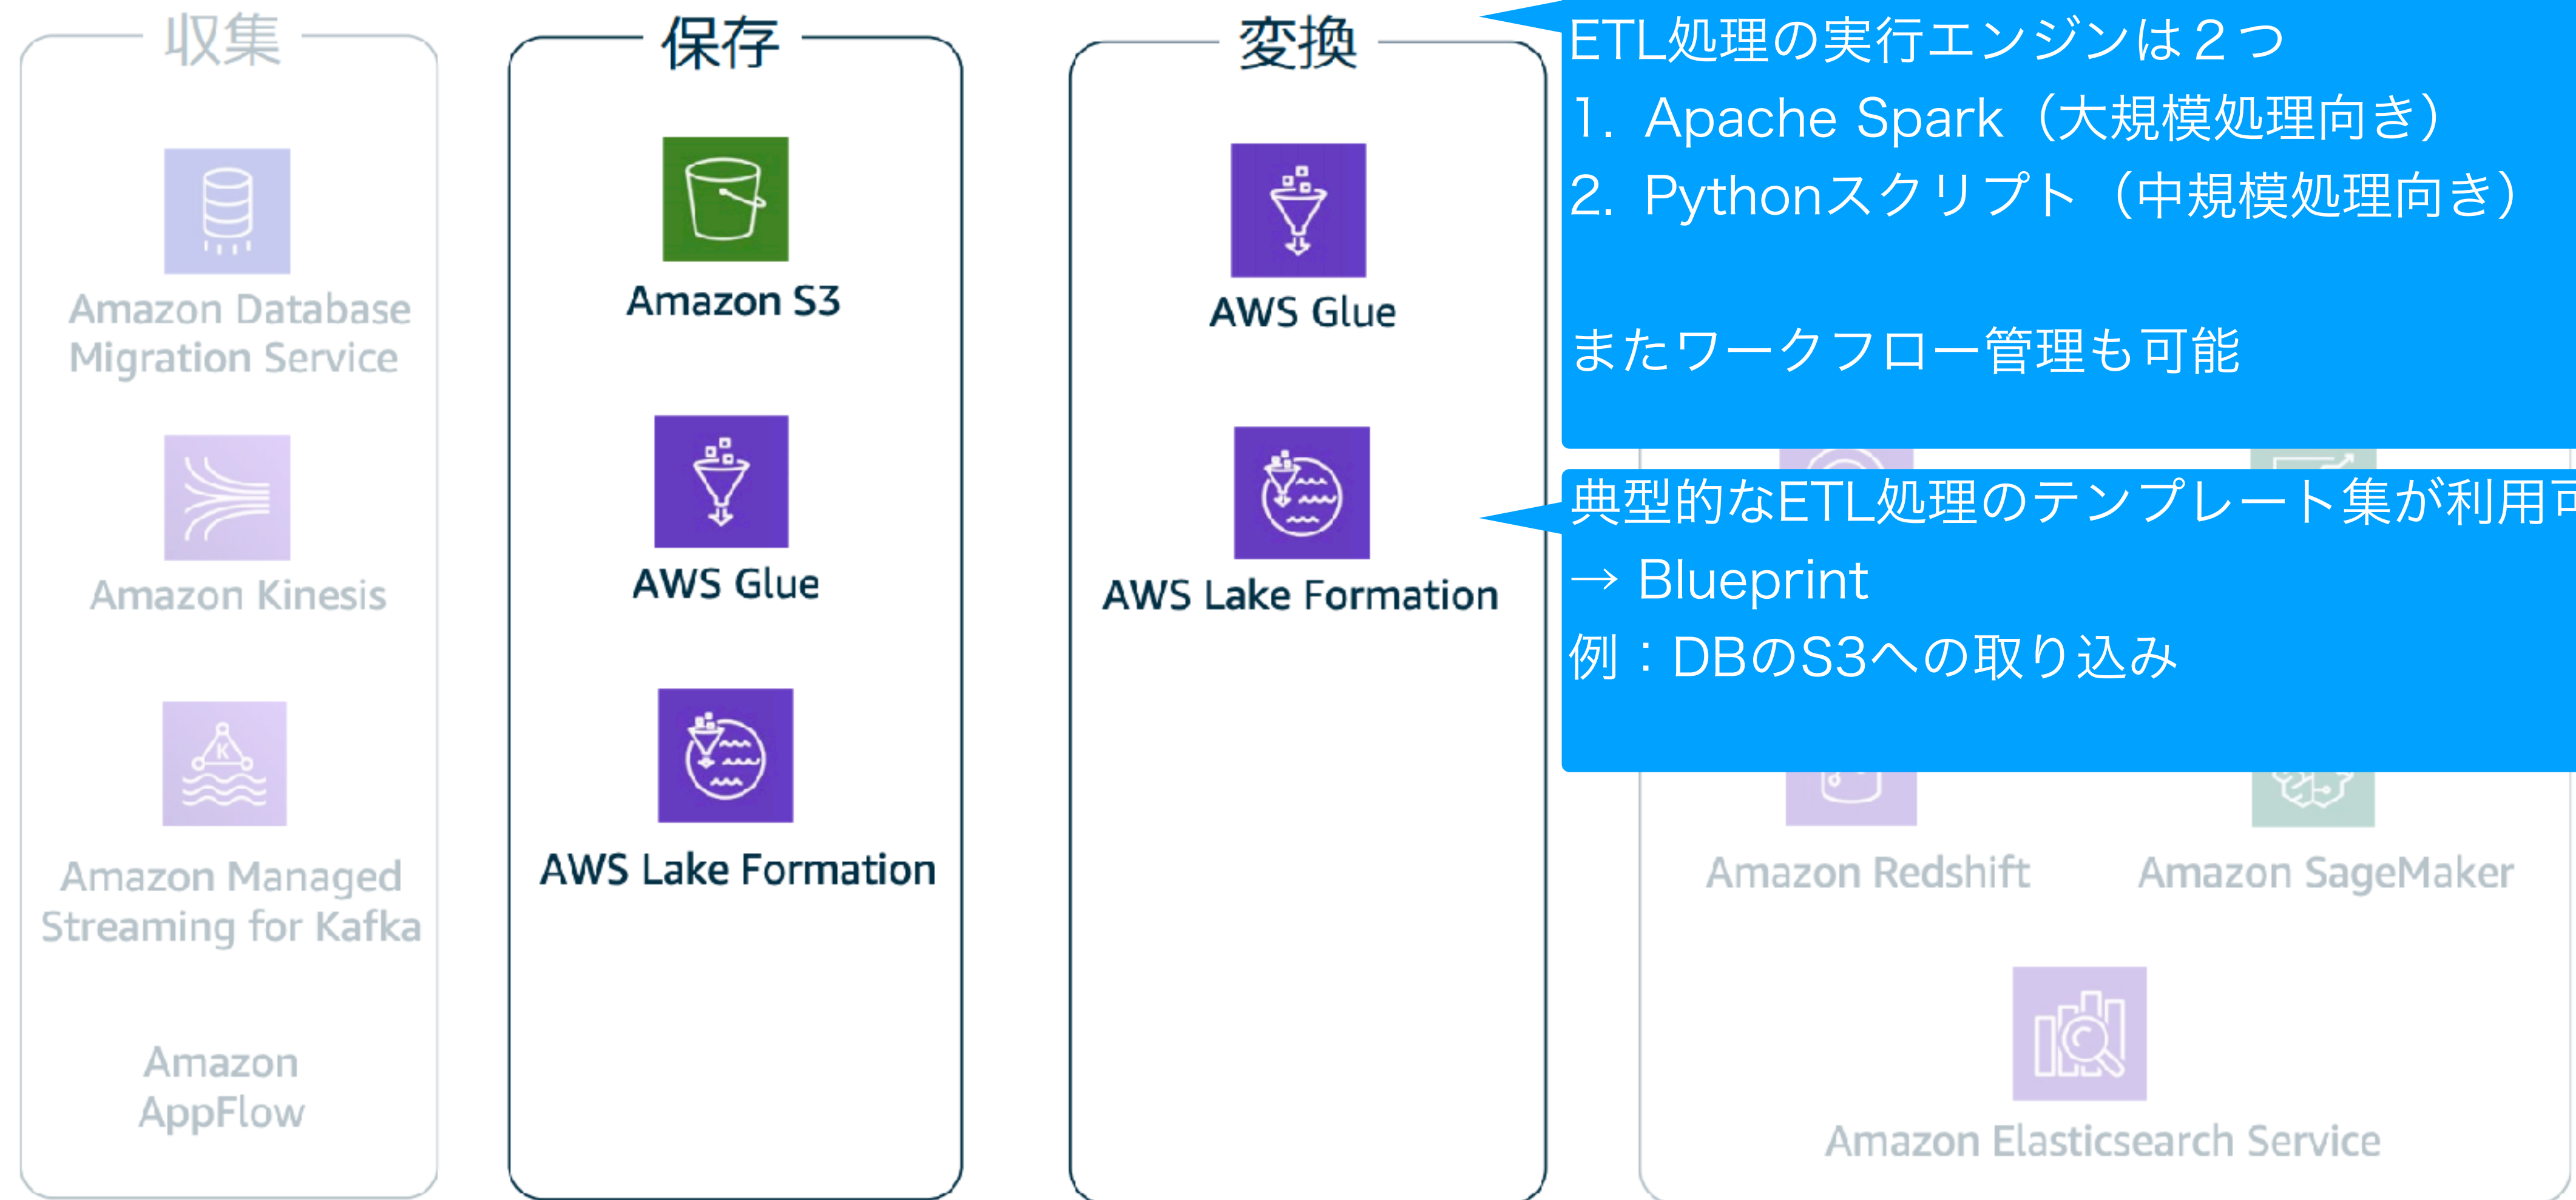 収集
Amazon Database
Migration Service
Amazon Kinesis
K
Amazon Managed
Streaming for Kafka
Amazon
AppFlow
保存
Amazon S3
AWS Glue
AWS Lake Formation
変換
AWS Glue
AWS Lake Formation
ETL処理の実行エンジンは２つ
1. Apache Spark（大規模処理向き）
2. Pythonスクリプト（中規模処理向き）
またワークフロー管理も可能
典型的なETL処理のテンプレート集が利用可
→ Blueprint
例：DBのS3への取り込み
Amazon Redshift
Amazon SageMaker
Amazon Elasticsearch Service